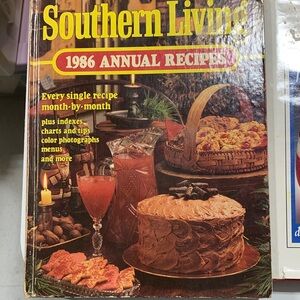 Southern Living
1986 ANNUAL RECIPES
Every single recipe
month-by-month
plus indexes
charts and tips
color photographs
menus
and more